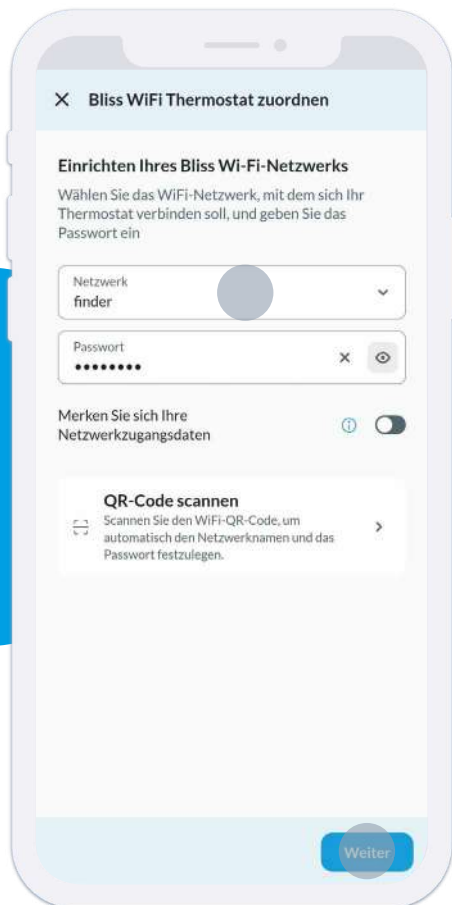 Bliss WiFi Thermostat zuordnen
Einrichten Ihres Bliss Wi-Fi-Netzwerks
Wählen Sie das WiFi-Netzwerk, mit dem sich Ihr
Thermostat verbinden soll, und geben Sie das
Passwort ein
Netzwerk
finder
Passwort
••••••••
Merken Sie sich Ihre
Netzwerkzugangsdaten
QR-Code scannen
Scannen Sie den WiFi-QR-Code, um
automatisch den Netzwerknamen und das
Passwort festzulegen.
Weiter